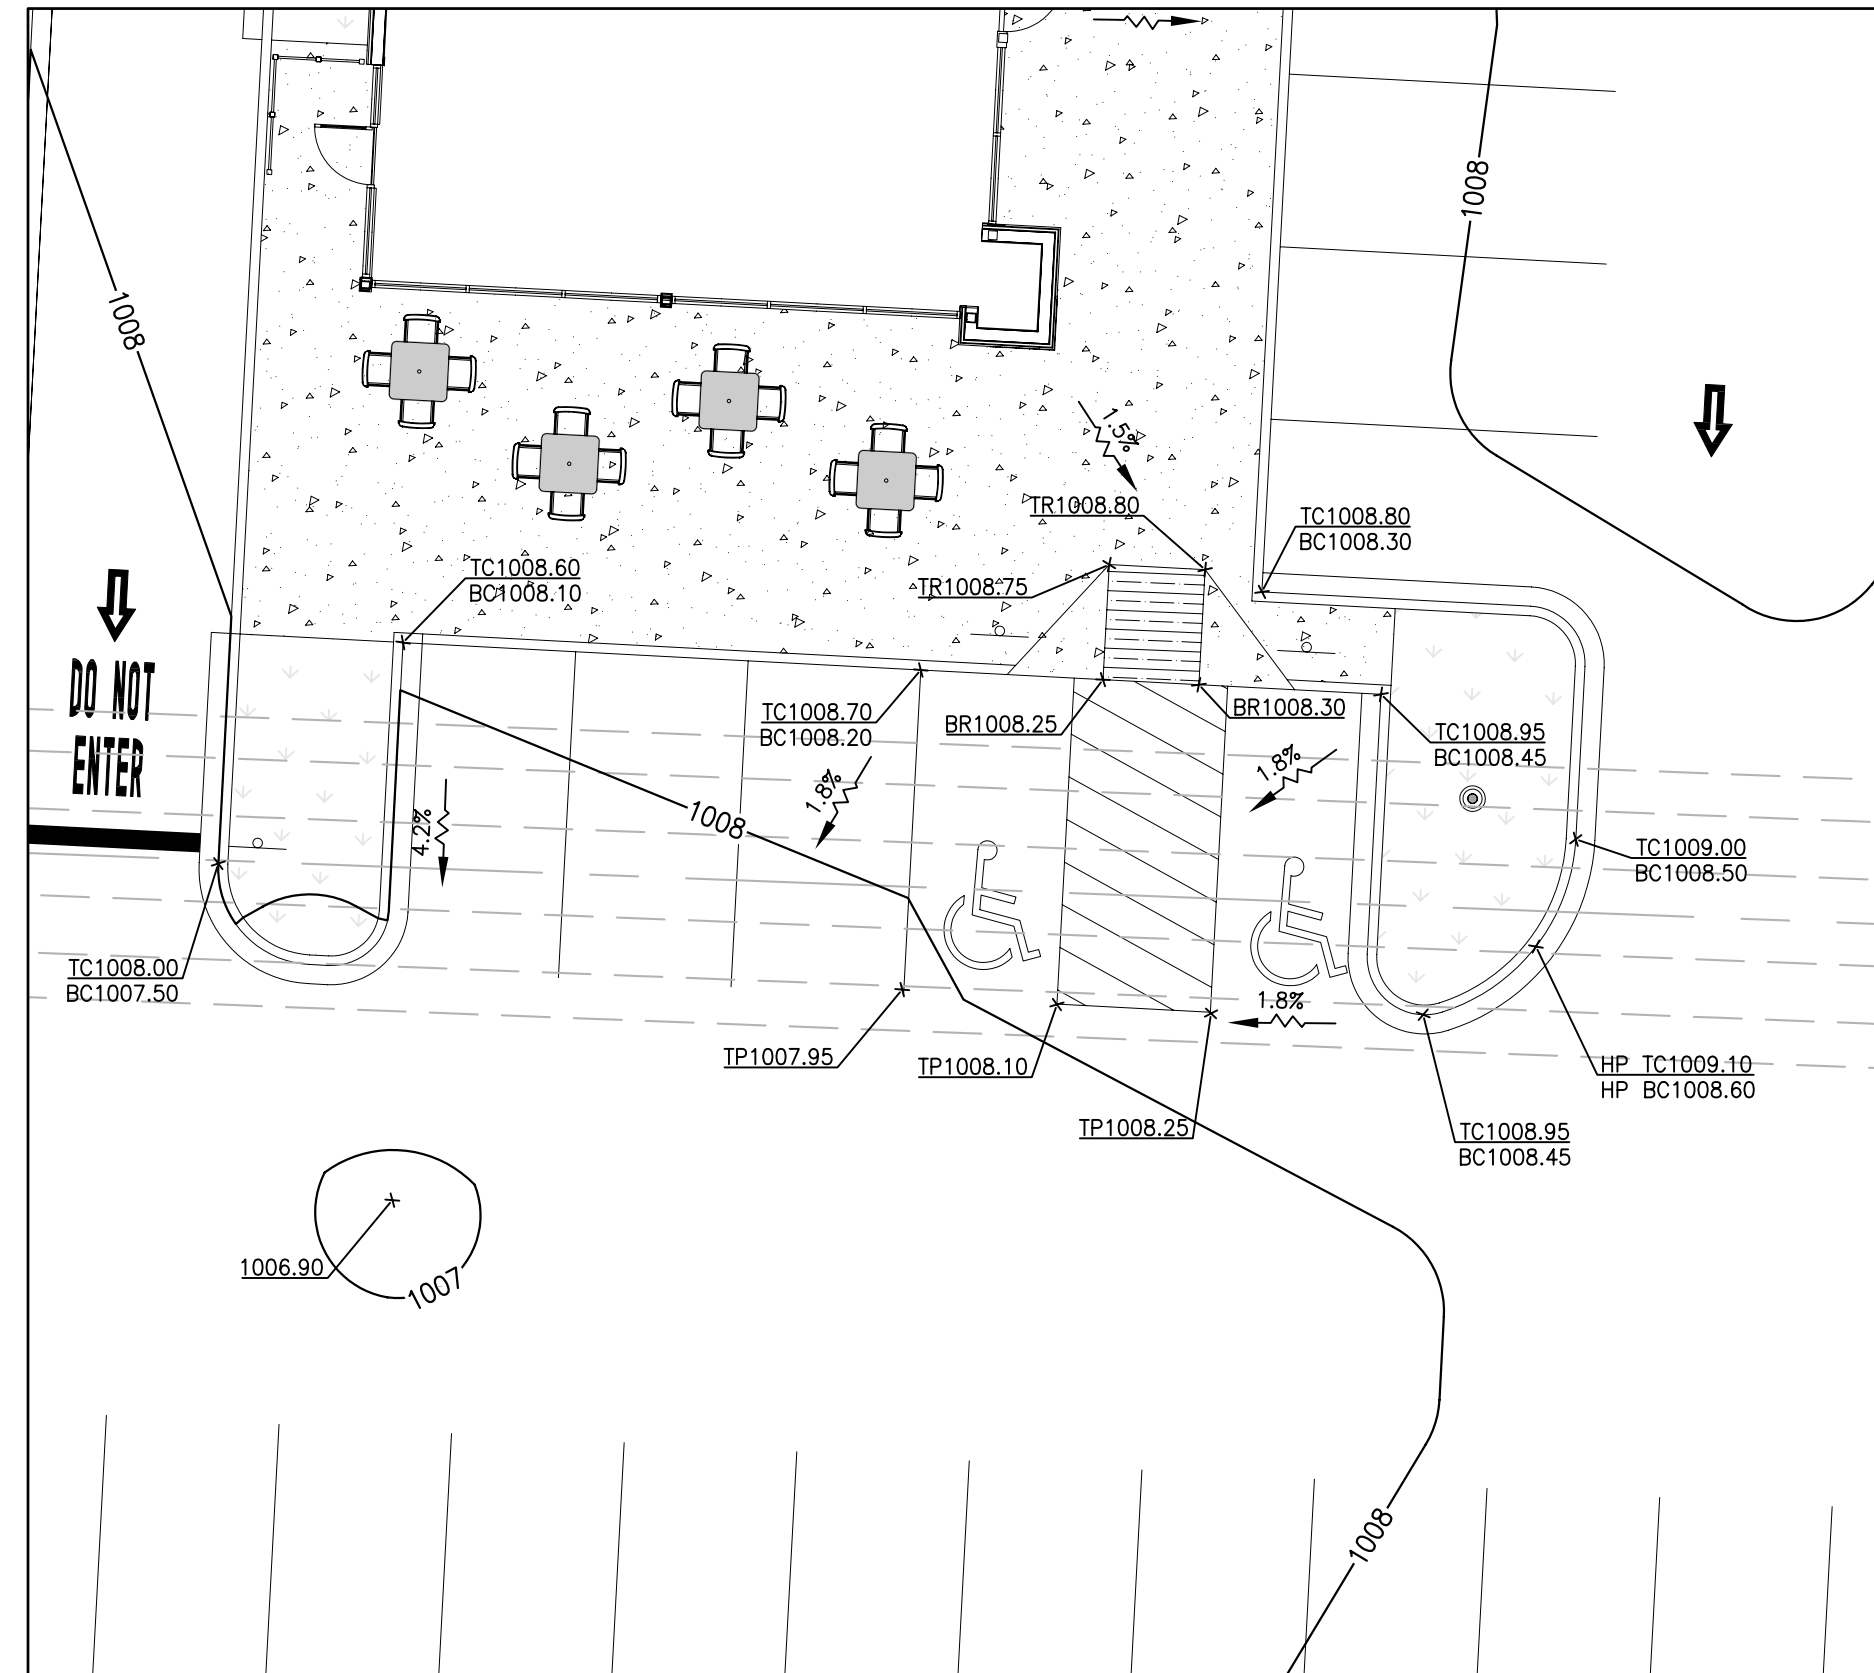 1008
1008
1.5%
TR1008.80
TC1008.80
BC1008.30
TC1008.60
BC1008.10
TR1008.75
DO NOT
ENTER
TC1008.70
BC1008.20
BR1008.25
BR1008.30
TC1008.95
BC1008.45
1.8%
1.8%
4.2%
1008
TC1009.00
BC1008.50
TC1008.00
BC1007.50
1.8%
TP1007.95
TP1008.10
HP TC1009.10
HP BC1008.60
TP1008.25
TC1008.95
BC1008.45
1006.90
1007
1008